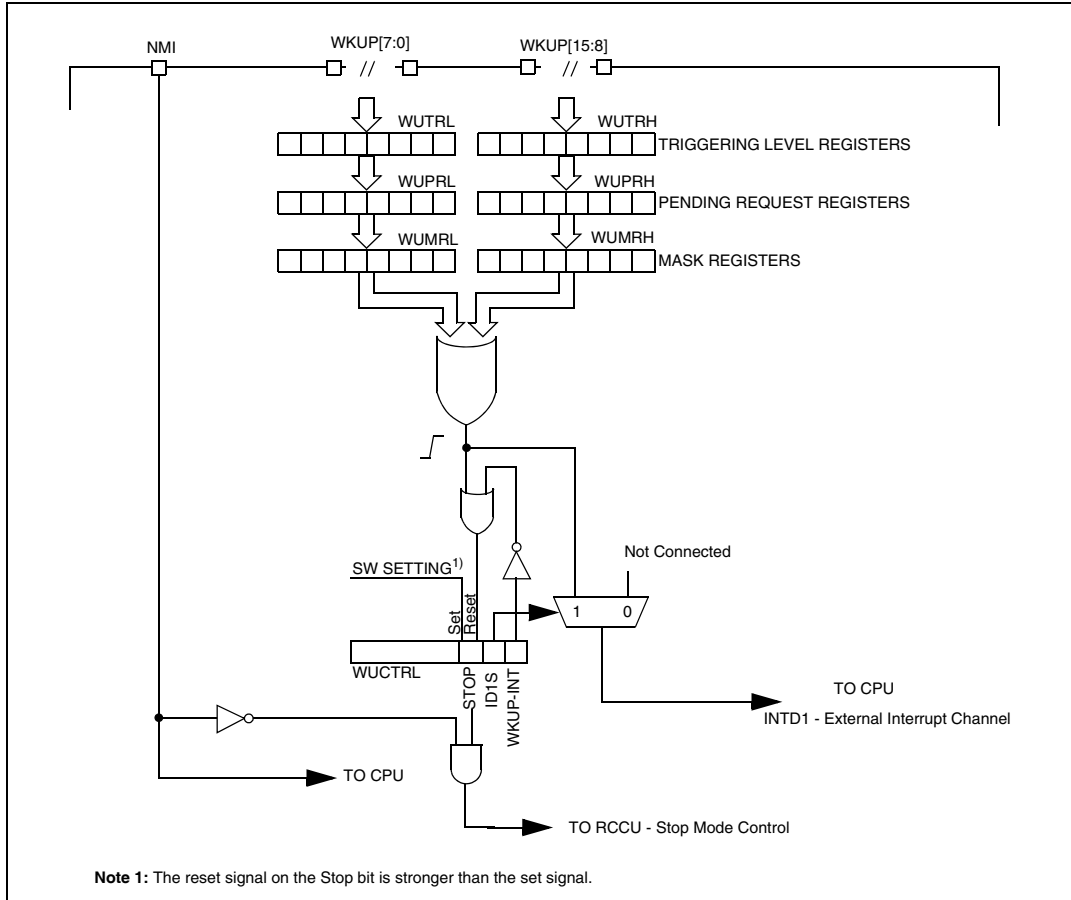 NMI
WKUP[7:0]
WKUP[15:8]
//
//
WUTRL
WUTRH
TRIGGERING LEVEL REGISTERS
WUPRL
WUPRH
PENDING REQUEST REGISTERS
WUMRL
WUMRH
MASK REGISTERS
Not Connected
SW SETTING1)
Set
Reset
1
0
WUCTRL
STOP
ID1S
WKUP-INT
TO CPU
INTD1 - External Interrupt Channel
TO CPU
TO RCCU - Stop Mode Control
Note 1: The reset signal on the Stop bit is stronger than the set signal.